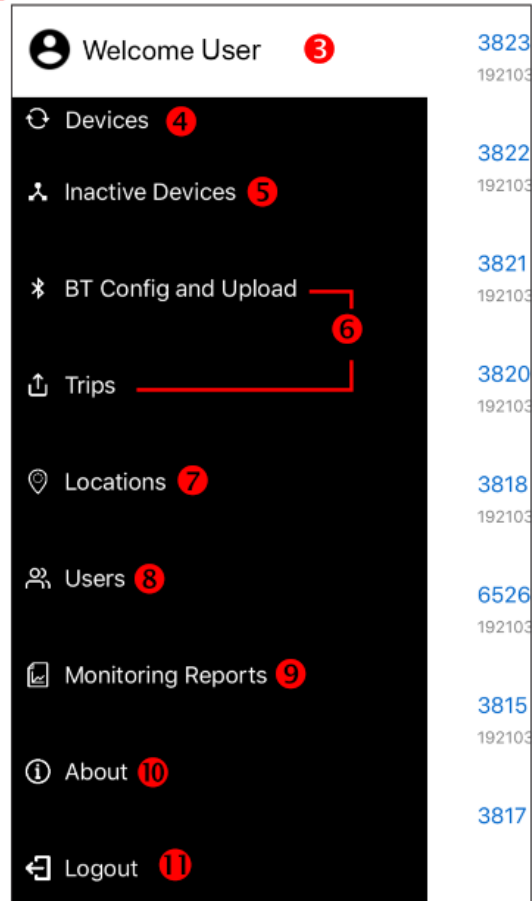 Welcome User 3
Devices 4
Inactive Devices 5
BT Config and Upload
6
Trips
Locations 7
Users 8
Monitoring Reports 9
About 10
Logout 11
3823
192103
3822
192103
3821
192103
3820
192103
3818
192103
6526
192103
3815
192103
3817